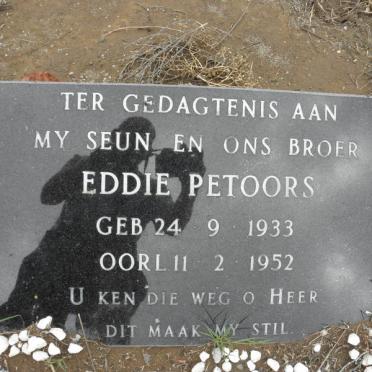 TER GEDAGTENIS AAN
MY SEUN EN ONS BROER
EDDIE PETOORS
GEB 24 9 1933
OORL 11 2 1952
U KEN DIE WEG O HEER
DIT MAAK MY STIL